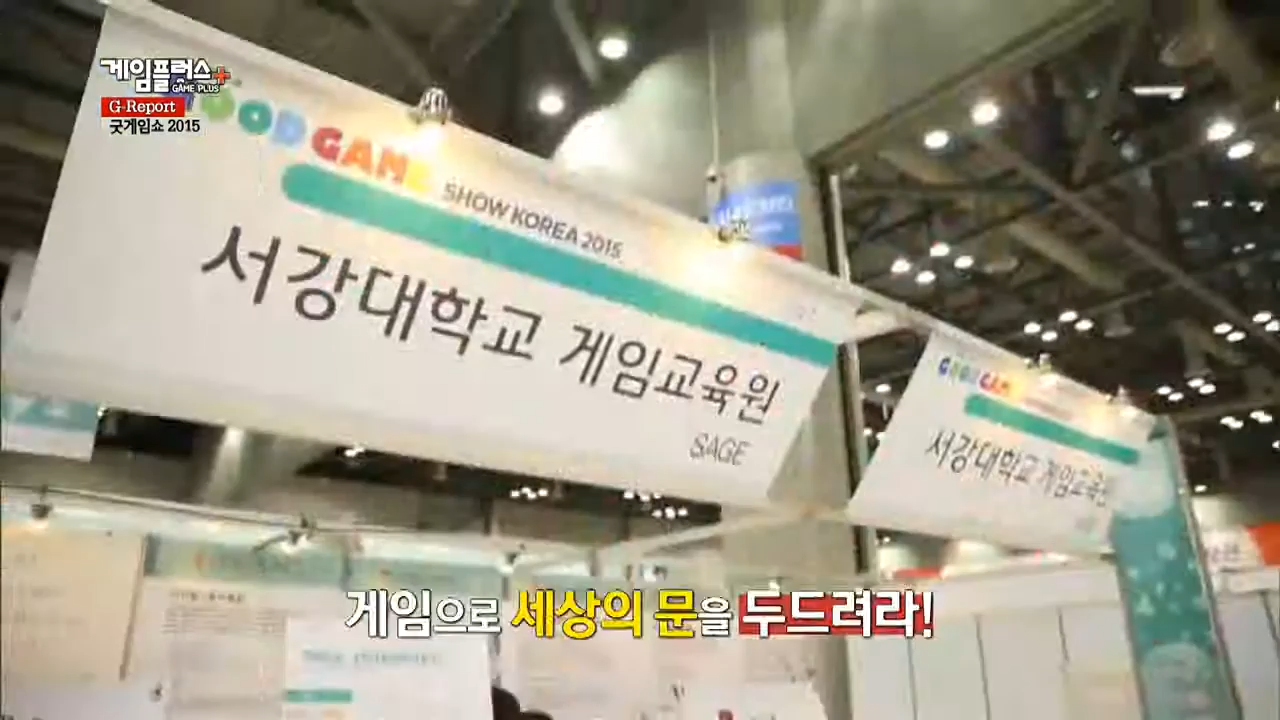 게임플러스+
GAME PLUS
G-Report
굿게임쇼 2015
GOOD GAME
SHOW KOREA 2015
서강대학교 게임교육원
SAGE
GOOD GAME
서강대학교 게임교육원
게임으로 세상의 문을 두드려라!